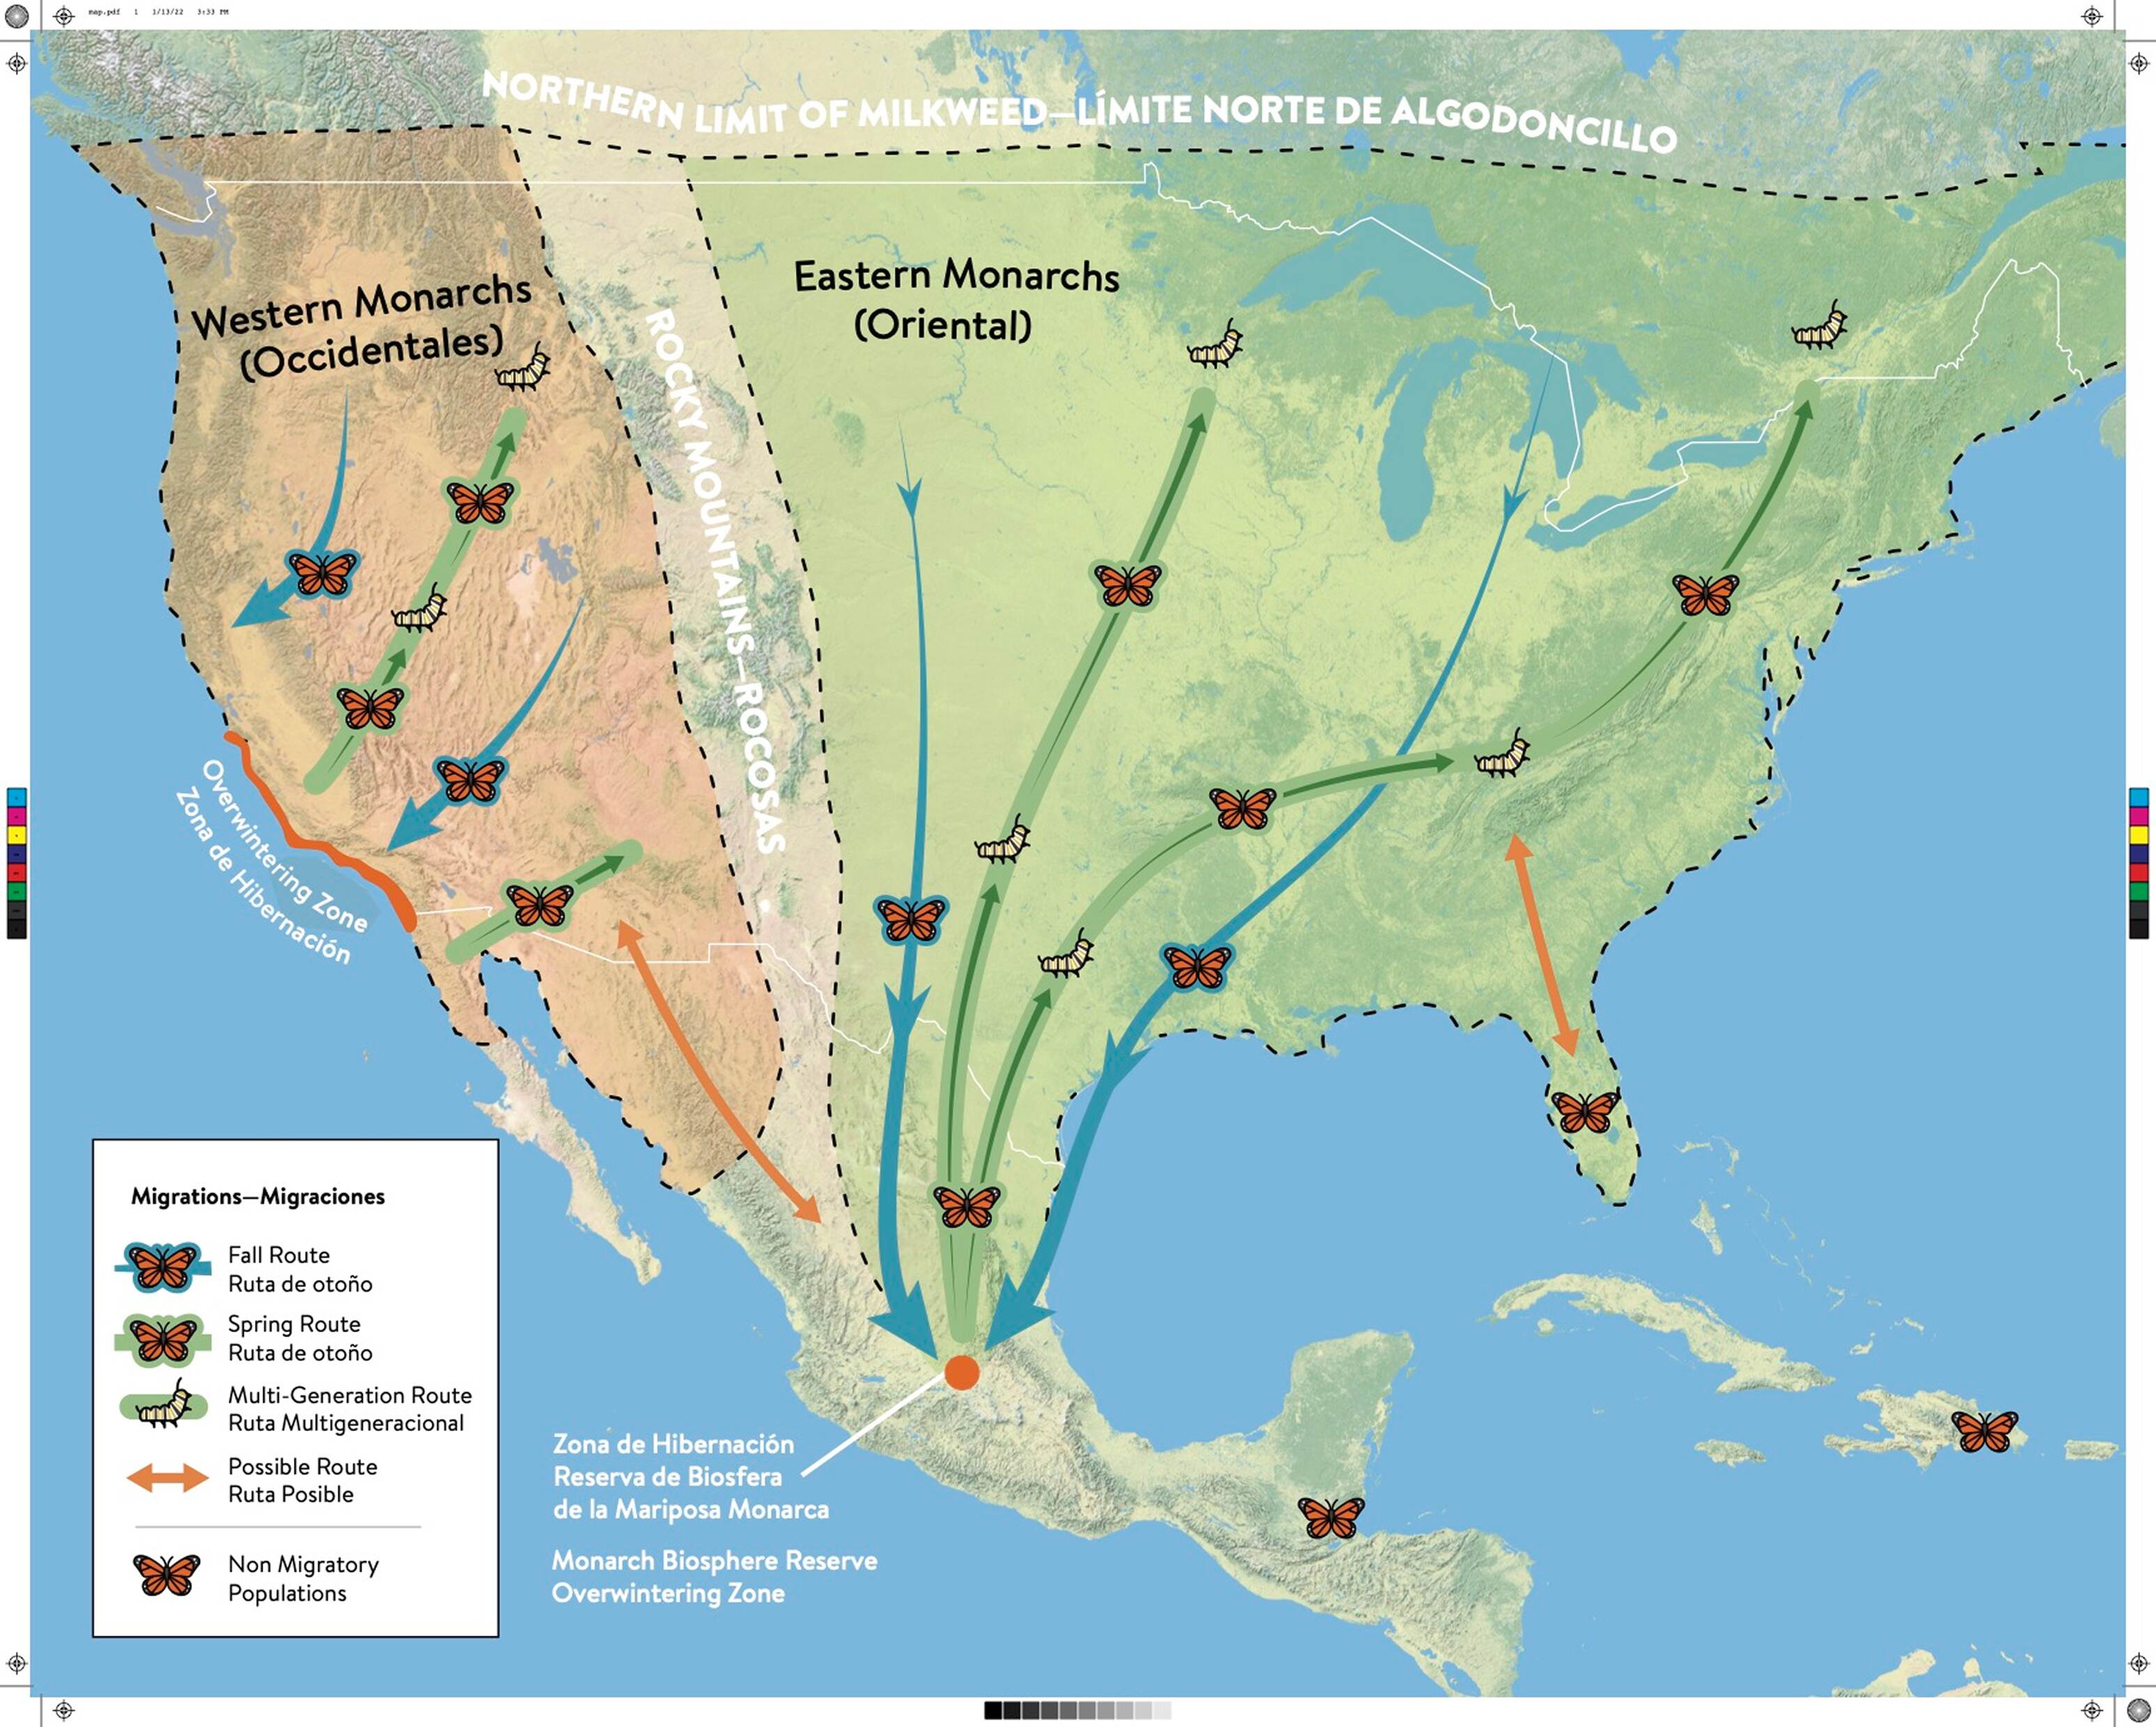 map.pdf 1 1/13/22 3:33 PM
NORTHERN LIMIT OF MILKWEED—LÍMITE NORTE DE ALGODONCILLO
Western Monarchs
(Occidentales)
Eastern Monarchs
(Oriental)
ROCKY MOUNTAINS—ROCOSAS
Overwintering Zone
Zona de Hibernación
Migrations—Migraciones
Fall Route
Ruta de otoño
Spring Route
Ruta de otoño
Multi-Generation Route
Ruta Multigeneracional
Possible Route
Ruta Posible
Non Migratory
Populations
Zona de Hibernación
Reserva de Biosfera
de la Mariposa Monarca
Monarch Biosphere Reserve
Overwintering Zone